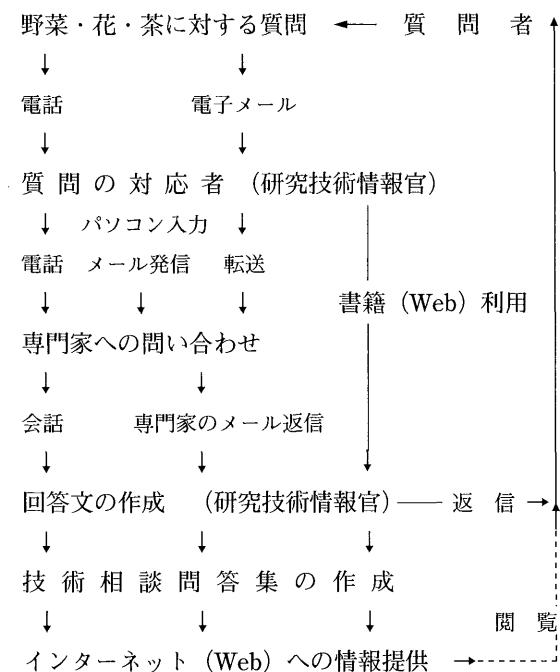 野菜・花・茶に対する質問 ← 質問者
↓ ↓
電話 電子メール
↓ ↓
質問の対応者 (研究技術情報官)
↓ パソコン入力 ↓
電話 メール発信 転送
↓ ↓ ↓ 書籍(Web)利用
専門家への問い合わせ
↓ ↓
会話 専門家のメール返信
↓ ↓
回答文の作成 (研究技術情報官) 返信 →
↓ ↓ ↓
技術相談問答集の作成
↓ ↓ ↓ 閲覧
インターネット(Web)への情報提供 →